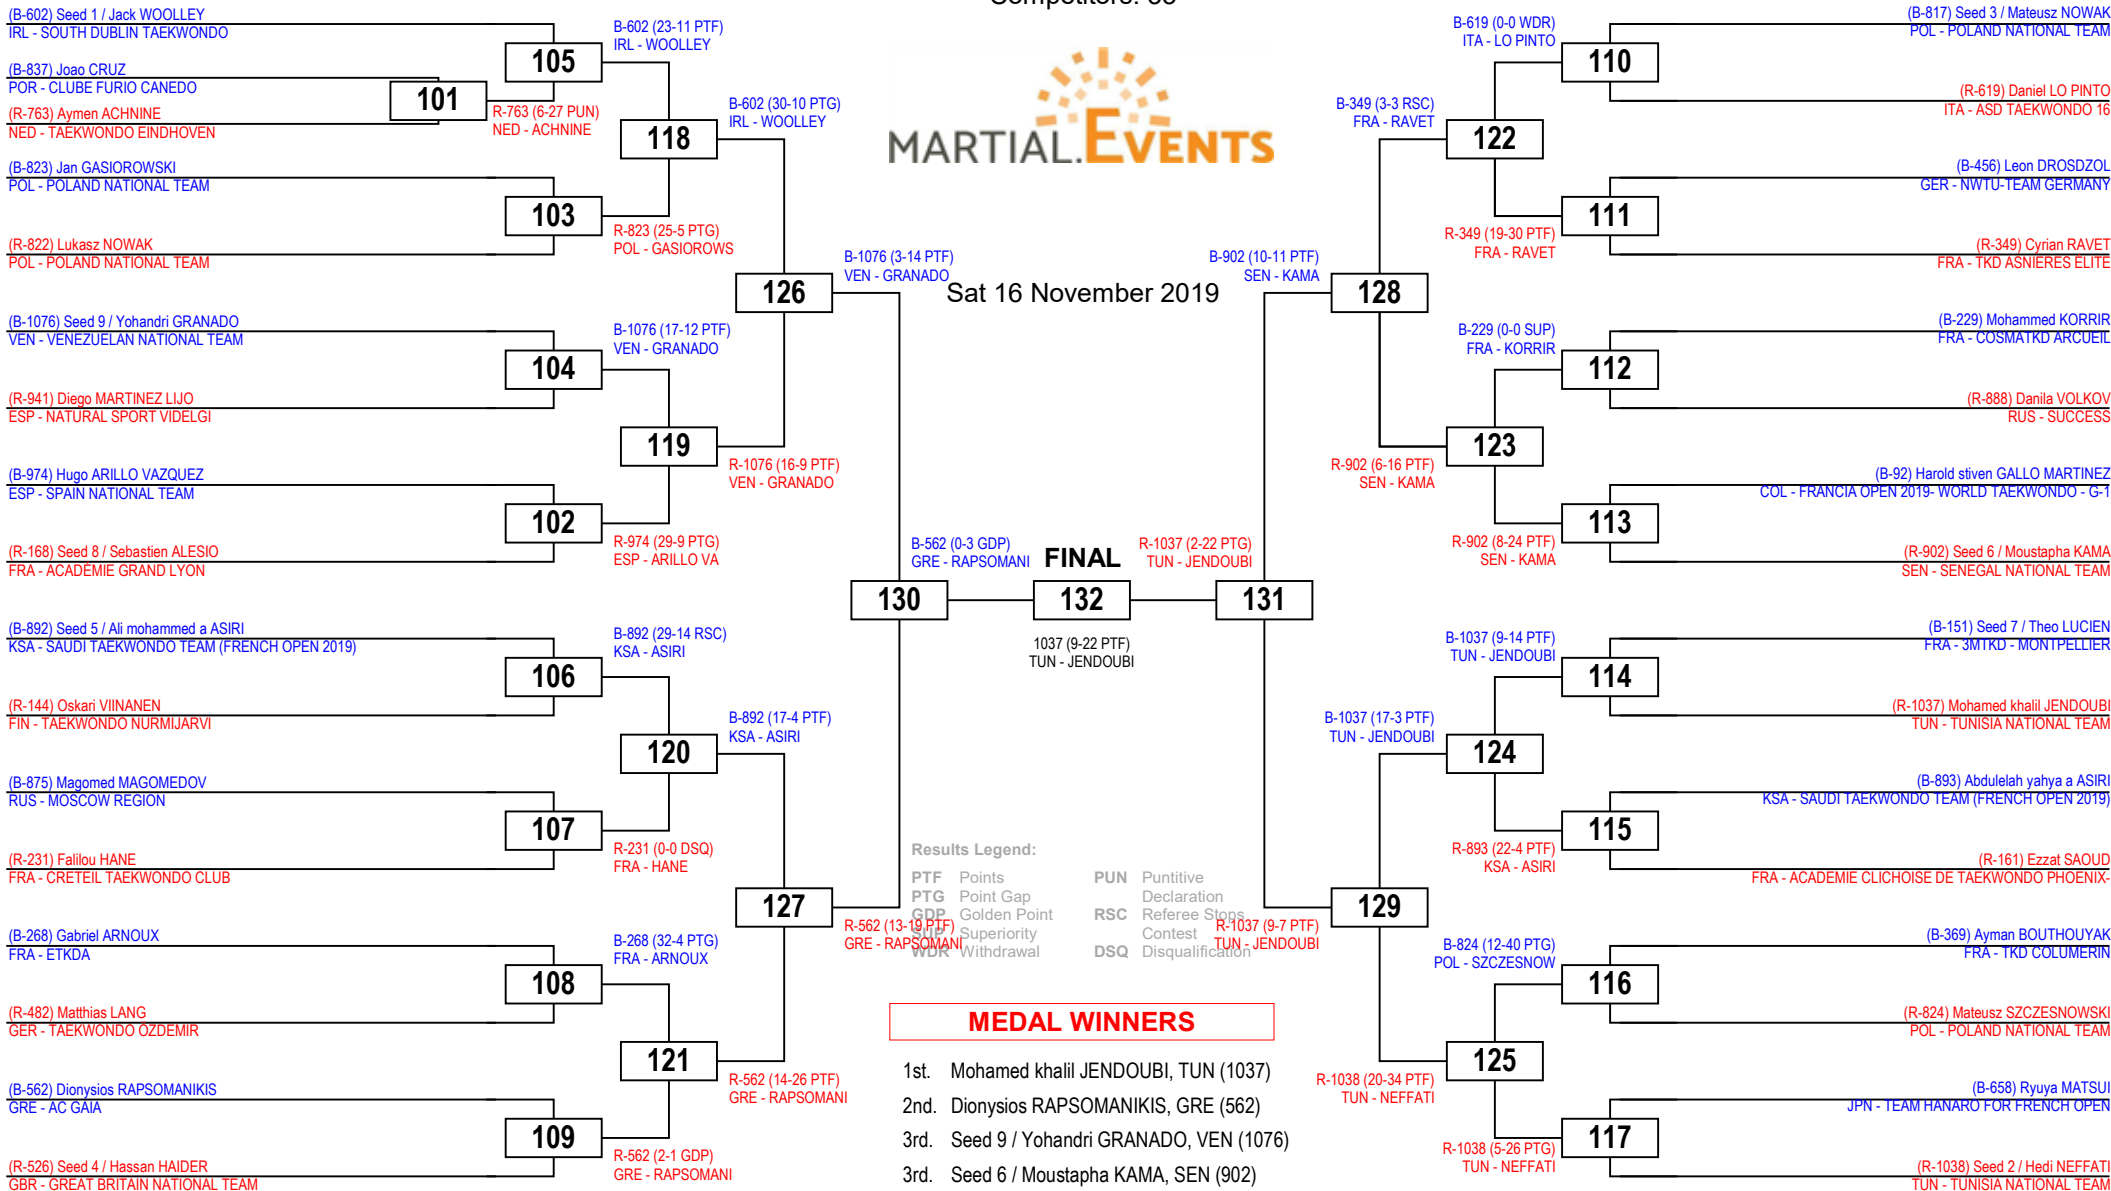 (B-602) Seed 1 / Jack WOOLLEY
IRL - SOUTH DUBLIN TAEKWONDO
(B-837) Joao CRUZ
POR - CLUBE FURIO CANEDO
(R-763) Aymen ACHNINE
NED - TAEKWONDO EINDHOVEN
(B-823) Jan GASIOROWSKI
POL - POLAND NATIONAL TEAM
(R-822) Lukasz NOWAK
POL - POLAND NATIONAL TEAM
(B-1076) Seed 9 / Yohandri GRANADO
VEN - VENEZUELAN NATIONAL TEAM
(R-941) Diego MARTINEZ LIJO
ESP - NATURAL SPORT VIDELGI
(B-974) Hugo ARILLO VAZQUEZ
ESP - SPAIN NATIONAL TEAM
(R-168) Seed 8 / Sebastien ALESIO
FRA - ACADÉMIE GRAND LYON
(B-892) Seed 5 / Ali mohammed a ASIRI
KSA - SAUDI TAEKWONDO TEAM (FRENCH OPEN 2019)
(R-144) Oskari VIINANEN
FIN - TAEKWONDO NURMIJARVI
(B-875) Magomed MAGOMEDOV
RUS - MOSCOW REGION
(R-231) Falilou HANE
FRA - CRETEIL TAEKWONDO CLUB
(B-268) Gabriel ARNOUX
FRA - ETKDA
(R-482) Matthias LANG
GER - TAEKWONDO ÖZDEMIR
(B-562) Dionysios RAPSOMANIKIS
GRE - AC GAIA
(R-526) Seed 4 / Hassan HAIDER
GBR - GREAT BRITAIN NATIONAL TEAM
101
R-763 (6-27 PUN)
NED - ACHNINE
105
103
104
102
106
107
108
109
B-602 (23-11 PTF)
IRL - WOOLLEY
118
R-823 (25-5 PTG)
POL - GASIOROWS
B-1076 (17-12 PTF)
VEN - GRANADO
119
R-974 (29-9 PTG)
ESP - ARILLO VA
B-892 (29-14 RSC)
KSA - ASIRI
120
R-231 (0-0 DSQ)
FRA - HANE
B-268 (32-4 PTG)
FRA - ARNOUX
121
R-562 (2-1 GDP)
GRE - RAPSOMANI
B-602 (30-10 PTG)
IRL - WOOLLEY
126
R-1076 (16-9 PTF)
VEN - GRANADO
B-892 (17-4 PTF)
KSA - ASIRI
127
R-562 (14-26 PTF)
GRE - RAPSOMANI
B-1076 (3-14 PTF)
VEN - GRANADO
130
R-562 (13-19 PTF)
GRE - RAPSOMANI
MARTIAL.EVENTS
Sat 16 November 2019
B-562 (0-3 GDP)
GRE - RAPSOMANI
FINAL
R-1037 (2-22 PTG)
TUN - JENDOUBI
132
1037 (9-22 PTF)
TUN - JENDOUBI
Results Legend:
PTF Points
PTG Point Gap
GDP Golden Point
SUP Superiority
WDR Withdrawal
PUN Puntitive
Declaration
RSC Referee Stops
Contest
DSQ Disqualification
MEDAL WINNERS
1st. Mohamed khalil JENDOUBI, TUN (1037)
2nd. Dionysios RAPSOMANIKIS, GRE (562)
3rd. Seed 9 / Yohandri GRANADO, VEN (1076)
3rd. Seed 6 / Moustapha KAMA, SEN (902)
B-902 (10-11 PTF)
SEN - KAMA
131
R-1037 (9-7 PTF)
TUN - JENDOUBI
B-349 (3-3 RSC)
FRA - RAVET
128
R-902 (6-16 PTF)
SEN - KAMA
B-1037 (17-3 PTF)
TUN - JENDOUBI
129
R-1038 (20-34 PTF)
TUN - NEFFATI
B-619 (0-0 WDR)
ITA - LO PINTO
122
R-349 (19-30 PTF)
FRA - RAVET
B-229 (0-0 SUP)
FRA - KORRIR
123
R-902 (8-24 PTF)
SEN - KAMA
B-1037 (9-14 PTF)
TUN - JENDOUBI
124
R-893 (22-4 PTF)
KSA - ASIRI
B-824 (12-40 PTG)
POL - SZCZESNOW
125
R-1038 (5-26 PTG)
TUN - NEFFATI
110
111
112
113
114
115
116
117
(B-817) Seed 3 / Mateusz NOWAK
POL - POLAND NATIONAL TEAM
(R-619) Daniel LO PINTO
ITA - ASD TAEKWONDO 16
(B-456) Leon DROSDZOL
GER - NWTU-TEAM GERMANY
(R-349) Cyrian RAVET
FRA - TKD ASNIERES ÉLITE
(B-229) Mohammed KORRIR
FRA - COSMATKD ARCUEIL
(R-888) Danila VOLKOV
RUS - SUCCESS
(B-92) Harold stiven GALLO MARTINEZ
COL - FRANCIA OPEN 2019- WORLD TAEKWONDO - G-1
(R-902) Seed 6 / Moustapha KAMA
SEN - SENEGAL NATIONAL TEAM
(B-151) Seed 7 / Theo LUCIEN
FRA - 3MTKD - MONTPELLIER
(R-1037) Mohamed khalil JENDOUBI
TUN - TUNISIA NATIONAL TEAM
(B-893) Abdulelah yahya a ASIRI
KSA - SAUDI TAEKWONDO TEAM (FRENCH OPEN 2019)
(R-161) Ezzat SAOUD
FRA - ACADEMIE CLICHOISE DE TAEKWONDO PHOENIX-
(B-369) Ayman BOUTHOUYAK
FRA - TKD COLUMERIN
(R-824) Mateusz SZCZESNOWSKI
POL - POLAND NATIONAL TEAM
(B-658) Ryuya MATSUI
JPN - TEAM HANARO FOR FRENCH OPEN
(R-1038) Seed 2 / Hedi NEFFATI
TUN - TUNISIA NATIONAL TEAM